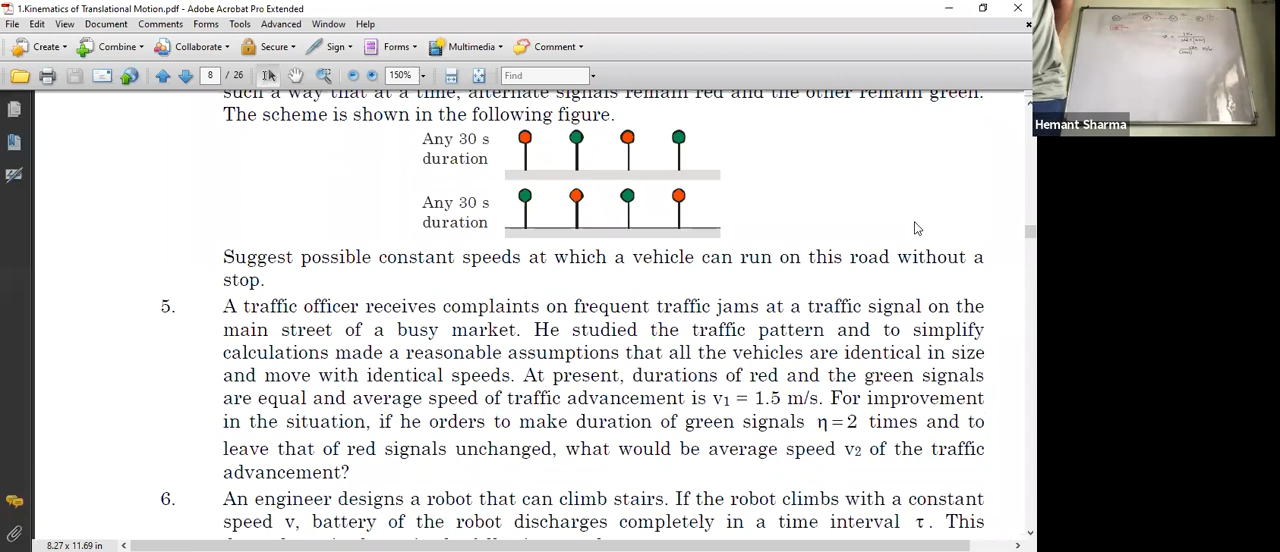 1.Kinematics of Translational Motion.pdf - Adobe Acrobat Pro Extended
File Edit View Document Comments Forms Tools Advanced Window Help
Create Combine Collaborate Secure Sign Forms Multimedia Comment
8 / 26 150% Find
such a way that at a time, alternate signals remain red and the other remain green.
The scheme is shown in the following figure.
Any 30 s
duration
Any 30 s
duration
Suggest possible constant speeds at which a vehicle can run on this road without a
stop.
5. A traffic officer receives complaints on frequent traffic jams at a traffic signal on the
main street of a busy market. He studied the traffic pattern and to simplify
calculations made a reasonable assumptions that all the vehicles are identical in size
and move with identical speeds. At present, durations of red and the green signals
are equal and average speed of traffic advancement is v1 = 1.5 m/s. For improvement
in the situation, if he orders to make duration of green signals η = 2 times and to
leave that of red signals unchanged, what would be average speed v2 of the traffic
advancement?
6. An engineer designs a robot that can climb stairs. If the robot climbs with a constant
speed v, battery of the robot discharges completely in a time interval τ. This
8.27 x 11.69 in
Hemant Sharma